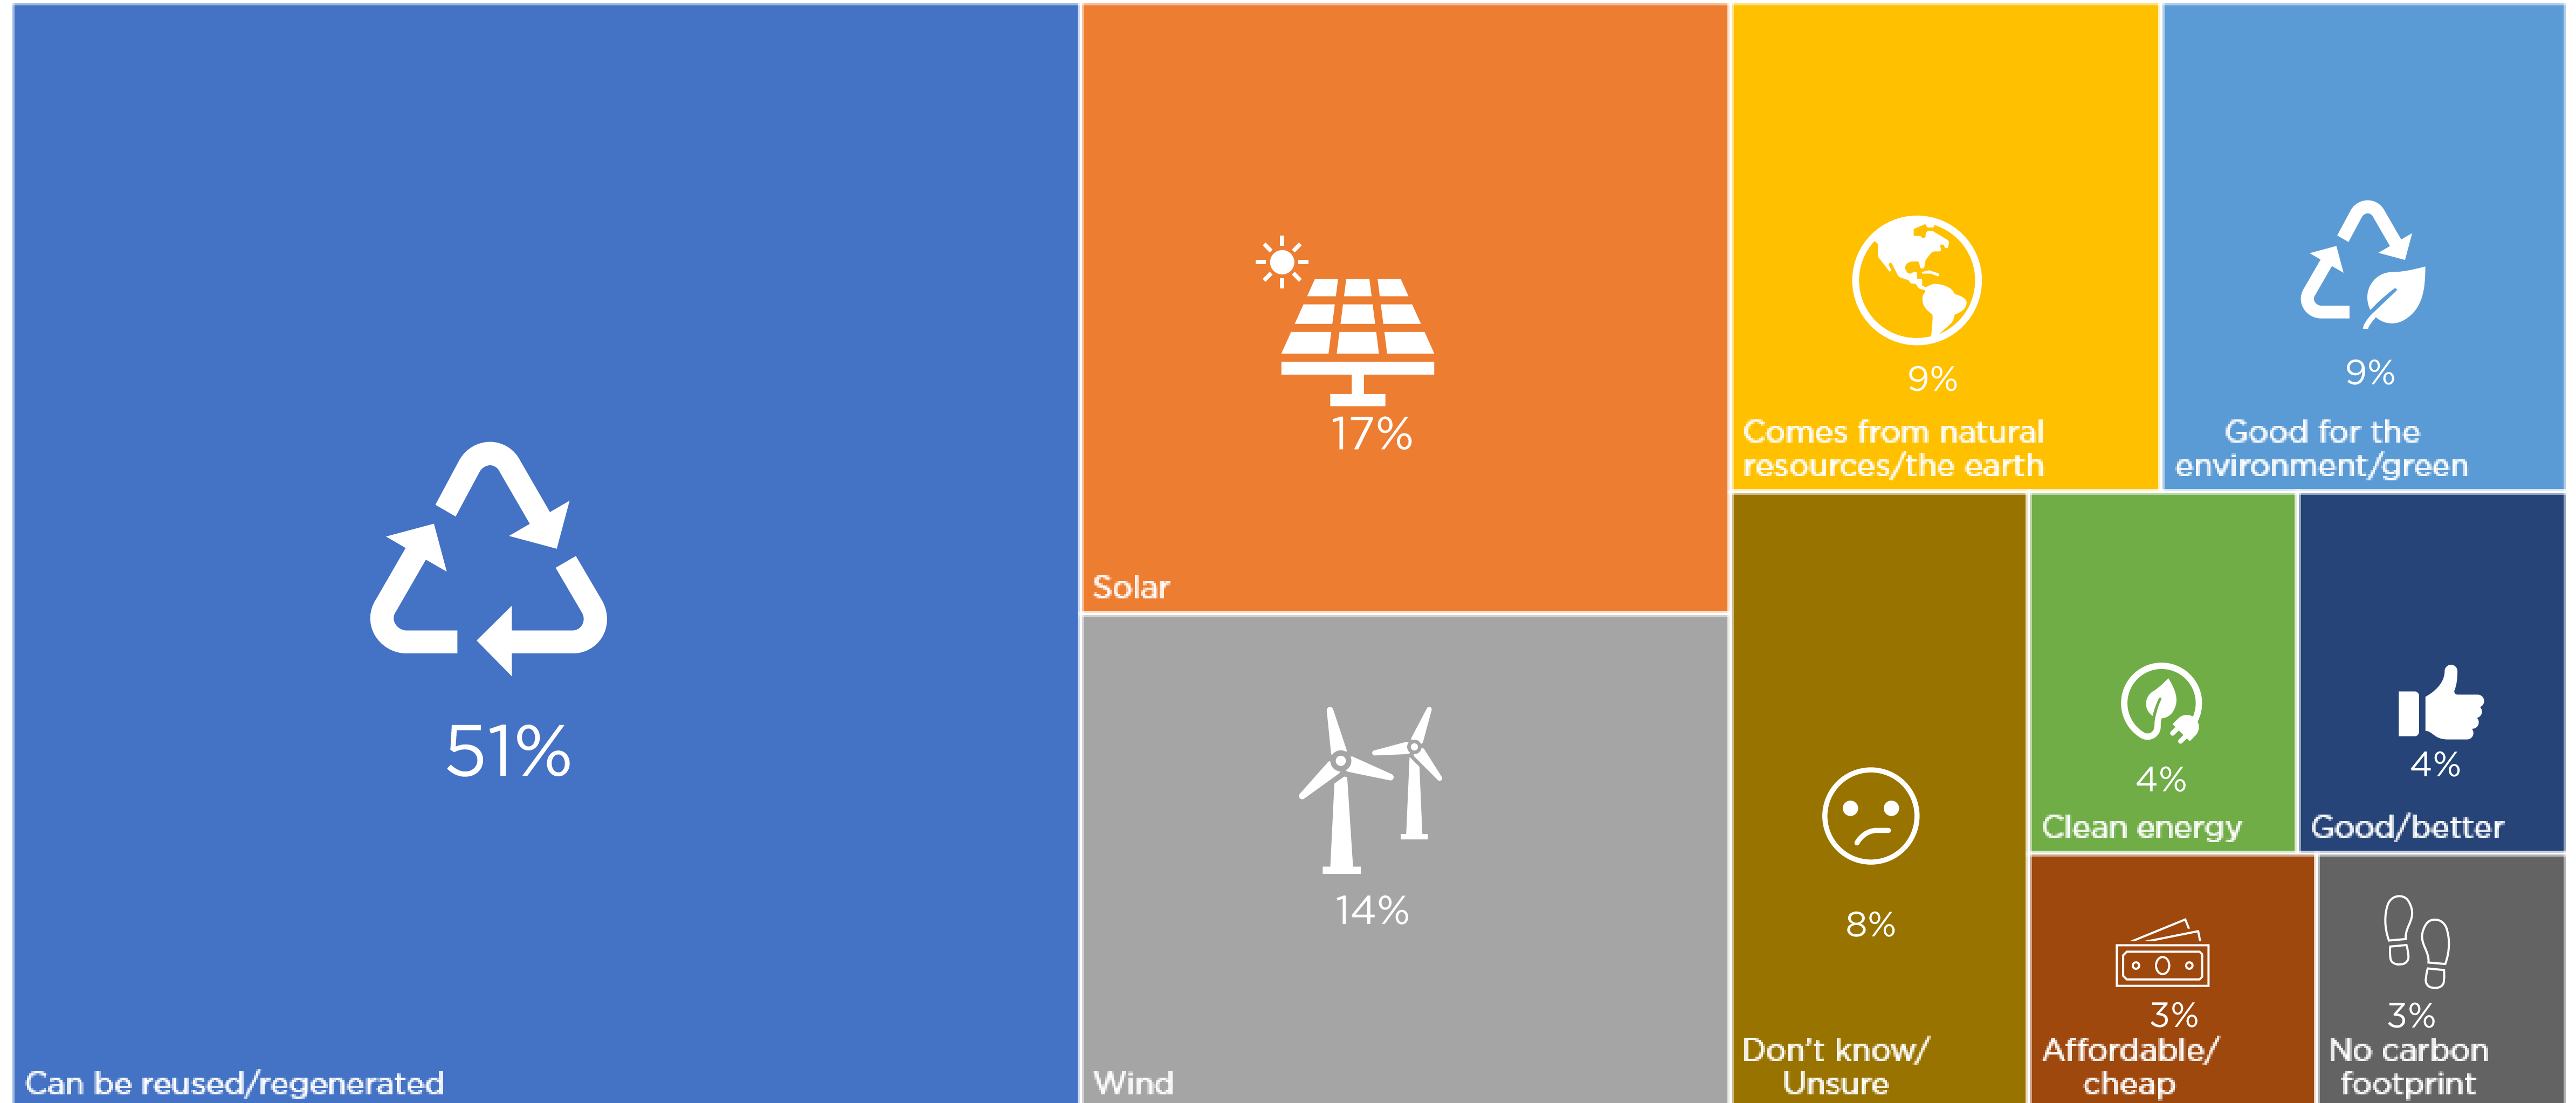 51%
Can be reused/regenerated
17%
Solar
14%
Wind
9%
Comes from natural
resources/the earth
9%
Good for the
environment/green
8%
Don't know/
Unsure
4%
Clean energy
4%
Good/better
3%
Affordable/
cheap
3%
No carbon
footprint